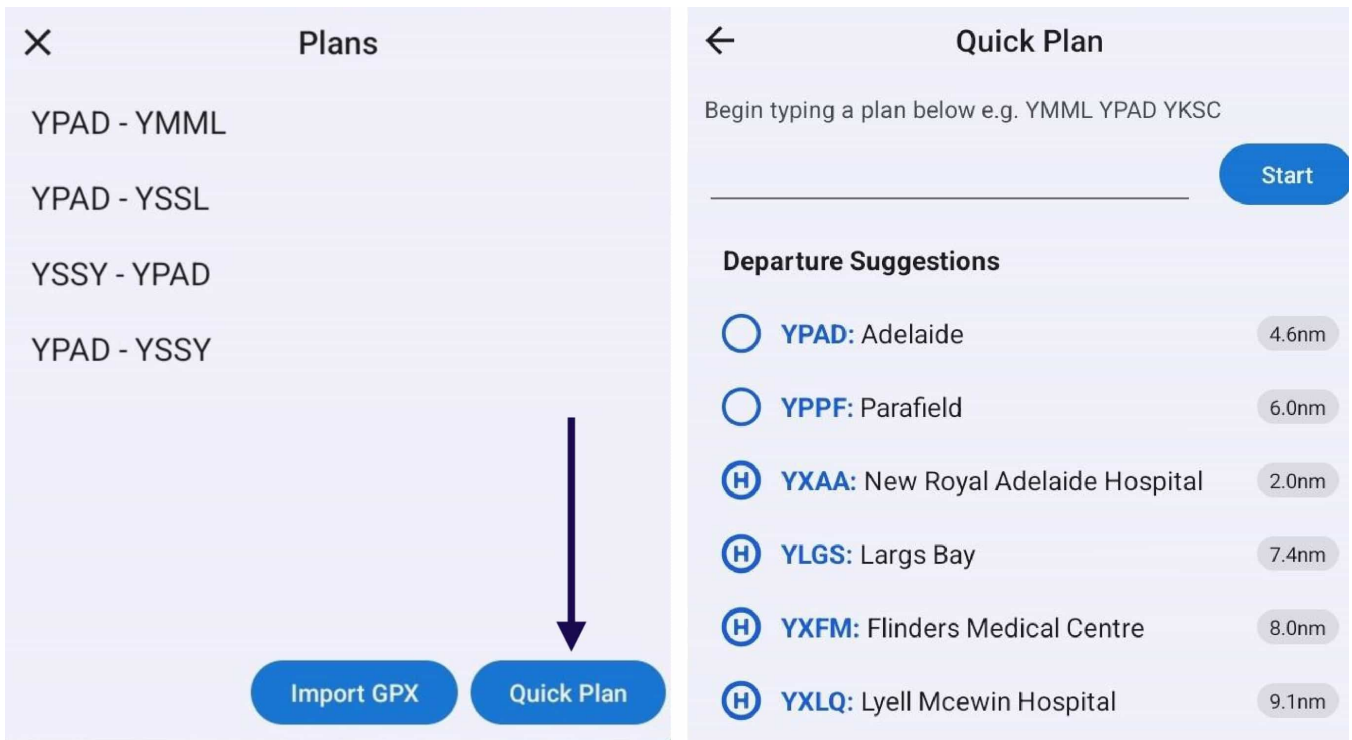 Plans
YPAD - YMML
YPAD - YSSL
YSSY - YPAD
YPAD - YSSY
Import GPX
Quick Plan
Quick Plan
Begin typing a plan below e.g. YMML YPAD YKSC
Start
Departure Suggestions
YPAD: Adelaide 4.6nm
YPPF: Parafield 6.0nm
H YXAA: New Royal Adelaide Hospital 2.0nm
H YLGS: Largs Bay 7.4nm
H YXFM: Flinders Medical Centre 8.0nm
H YXLQ: Lyell Mcewin Hospital 9.1nm